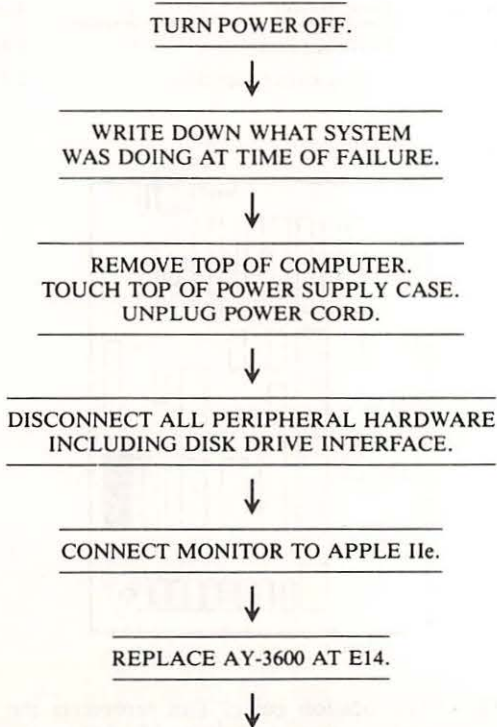 TURN POWER OFF.
WRITE DOWN WHAT SYSTEM
WAS DOING AT TIME OF FAILURE.
REMOVE TOP OF COMPUTER.
TOUCH TOP OF POWER SUPPLY CASE.
UNPLUG POWER CORD.
DISCONNECT ALL PERIPHERAL HARDWARE
INCLUDING DISK DRIVE INTERFACE.
CONNECT MONITOR TO APPLE IIe.
REPLACE AY-3600 AT E14.